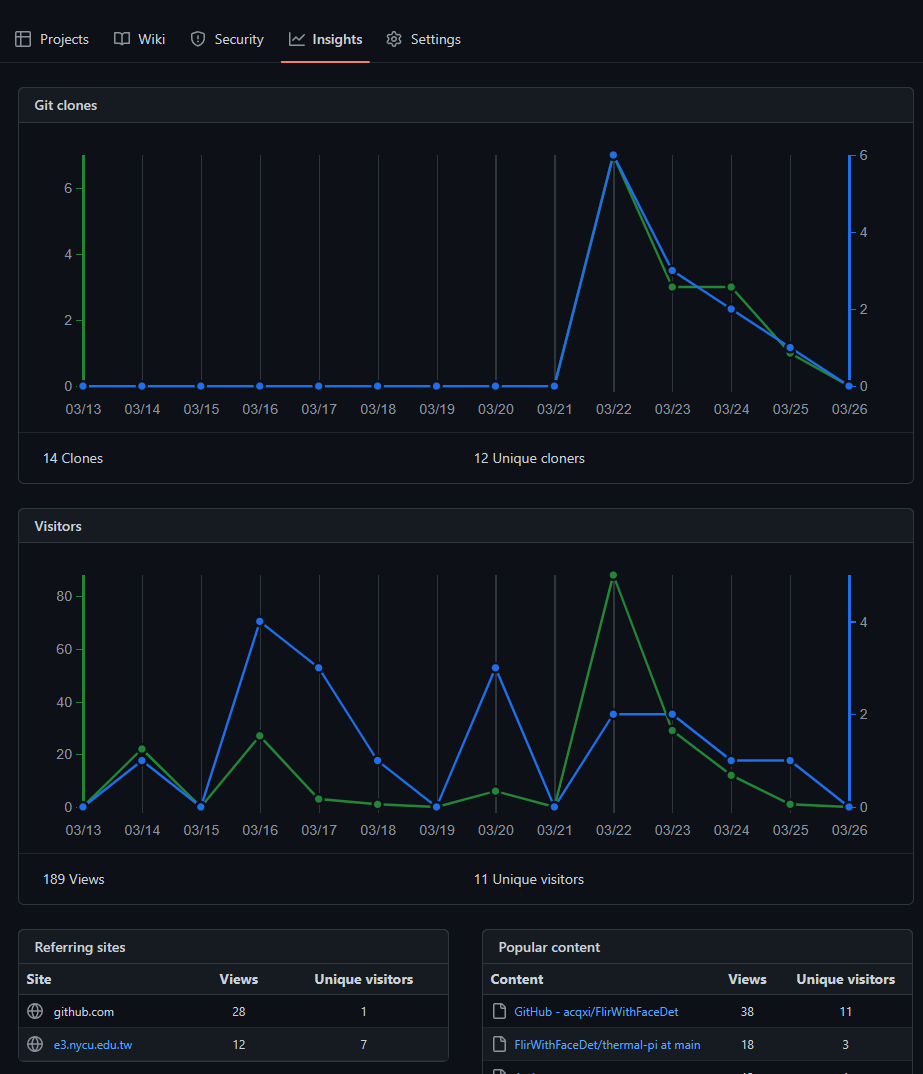 Projects Wiki Security Insights Settings
Git clones
6 6
4 4
2 2
0 0
03/13 03/14 03/15 03/16 03/17 03/18 03/19 03/20 03/21 03/22 03/23 03/24 03/25 03/26
14 Clones 12 Unique cloners
Visitors
80
60 4
40
20 2
0 0
03/13 03/14 03/15 03/16 03/17 03/18 03/19 03/20 03/21 03/22 03/23 03/24 03/25 03/26
189 Views 11 Unique visitors
Referring sites
Site Views Unique visitors
github.com 28 1
e3.nycu.edu.tw 12 7
Popular content
Content Views Unique visitors
GitHub - acqxi/FlirWithFaceDet 38 11
FlirWithFaceDet/thermal-pi at main 18 3